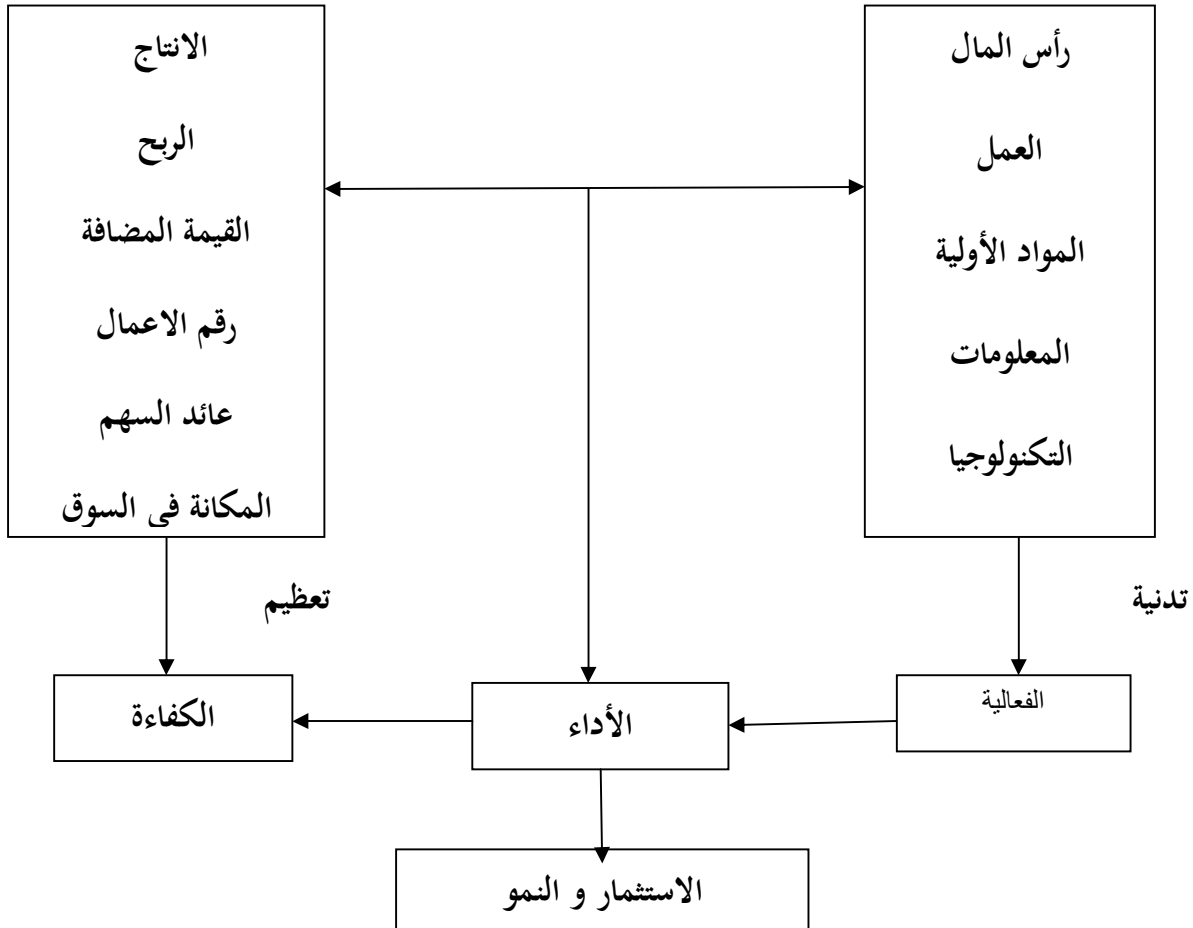 رأس المال
العمل
المواد الأولية
المعلومات
التكنولوجيا
الانتاج
الربح
القيمة المضافة
رقم الاعمال
عائد السهم
المكانة في السوق
تدنية
تعظيم
الفعالية
الأداء
الكفاءة
الاستثمار و النمو